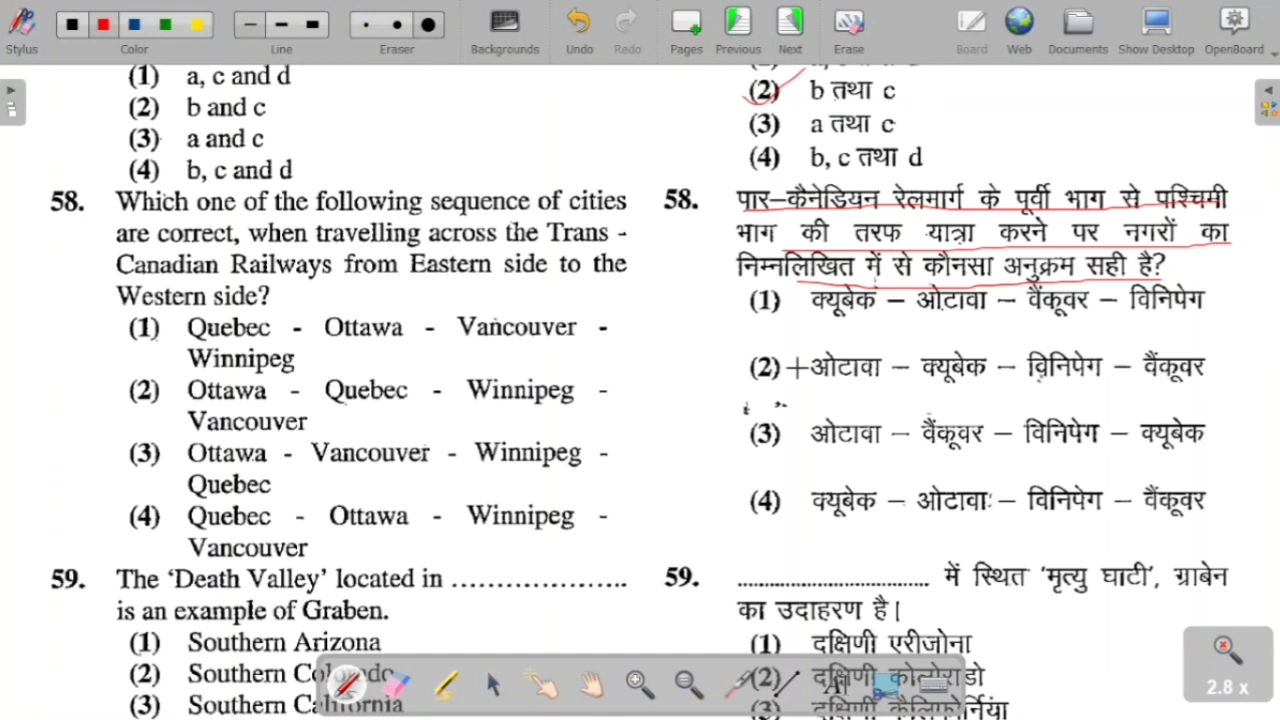 Stylus
Color
Line
Eraser
Backgrounds
Undo
Redo
Pages
Previous
Next
Erase
Board
Web
Documents
Show Desktop
OpenBoard
(1) a, c and d
(2) b and c
(3) a and c
(4) b, c and d
58. Which one of the following sequence of cities
are correct, when travelling across the Trans -
Canadian Railways from Eastern side to the
Western side?
(1) Quebec - Ottawa - Vancouver -
Winnipeg
(2) Ottawa - Quebec - Winnipeg -
Vancouver
(3) Ottawa - Vancouver - Winnipeg -
Quebec
(4) Quebec - Ottawa - Winnipeg -
Vancouver
59. The ‘Death Valley’ located in ....................
is an example of Graben.
(1) Southern Arizona
(2) Southern Colorado
(3) Southern California
(2) b तथा c
(3) a तथा c
(4) b, c तथा d
58. पार–कैनेडियन रेलमार्ग के पूर्वी भाग से पश्चिमी
भाग की तरफ यात्रा करने पर नगरों का
निम्नलिखित में से कौनसा अनुक्रम सही है?
(1) क्यूबेक – ओटावा – वैंकूवर – विनिपेग
(2) ओटावा – क्यूबेक – विनिपेग – वैंकूवर
(3) ओटावा – वैंकूवर – विनिपेग – क्यूबेक
(4) क्यूबेक – ओटावा – विनिपेग – वैंकूवर
59. .............................. में स्थित ‘मृत्यु घाटी’, ग्राबेन
का उदाहरण है।
(1) दक्षिणी एरीजोना
(2) दक्षिणी कोलोराडो
(3) दक्षिणी कैलिफोर्निया
2.8 x